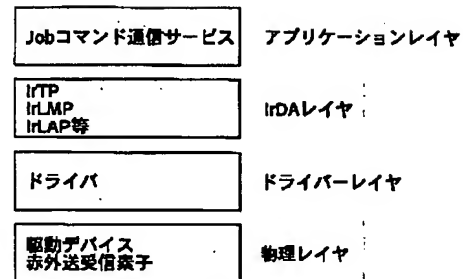 Jobコマンド通信サービス アプリケーションレイヤ
IrTP
IrLMP
IrLAP等
IrDAレイヤ
ドライバ ドライバーレイヤ
駆動デバイス
赤外送受信素子
物理レイヤ